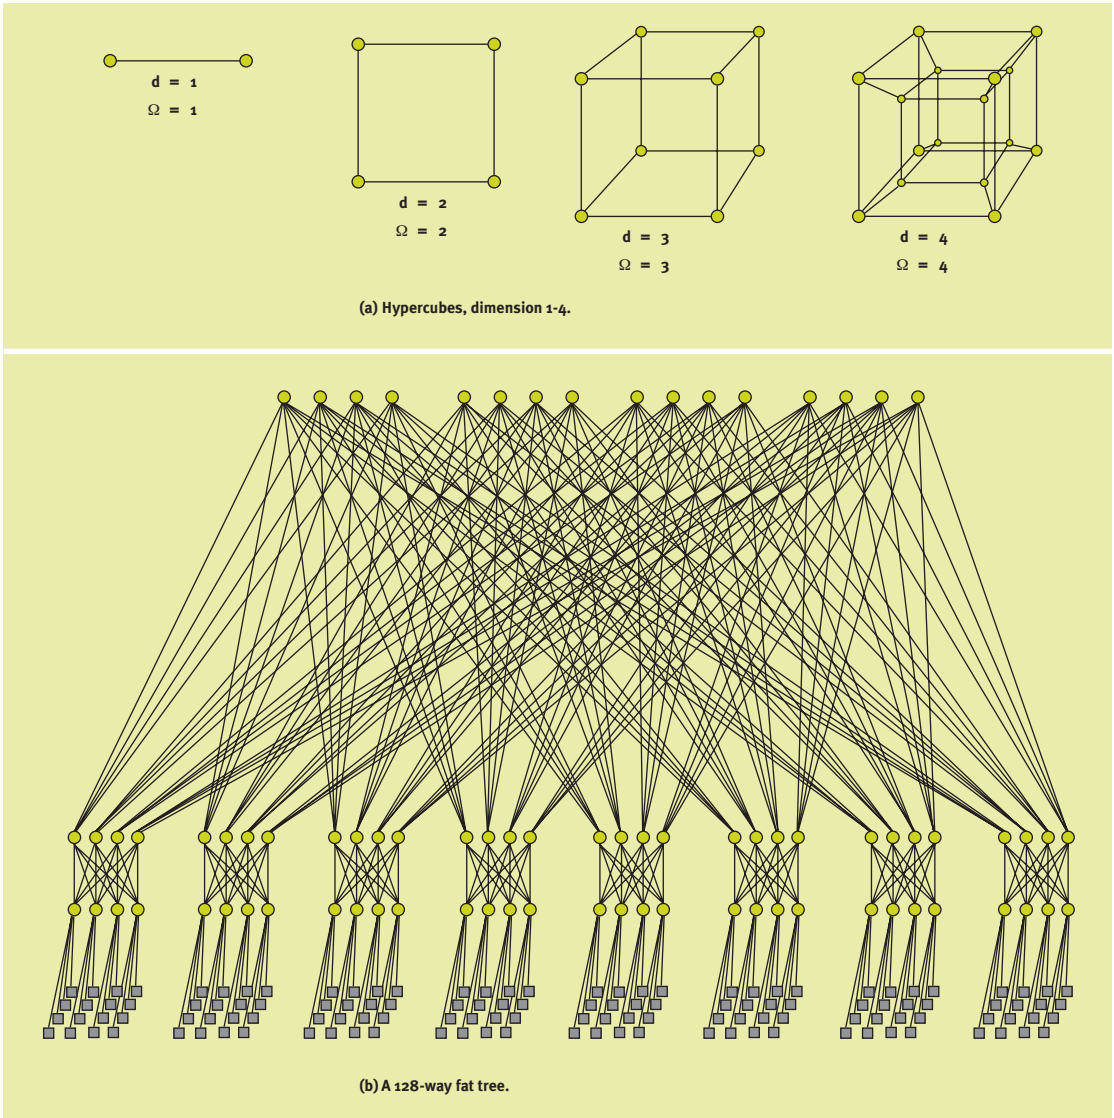 d = 1
Ω = 1
d = 2
Ω = 2
d = 3
Ω = 3
d = 4
Ω = 4
(a) Hypercubes, dimension 1-4.
(b) A 128-way fat tree.